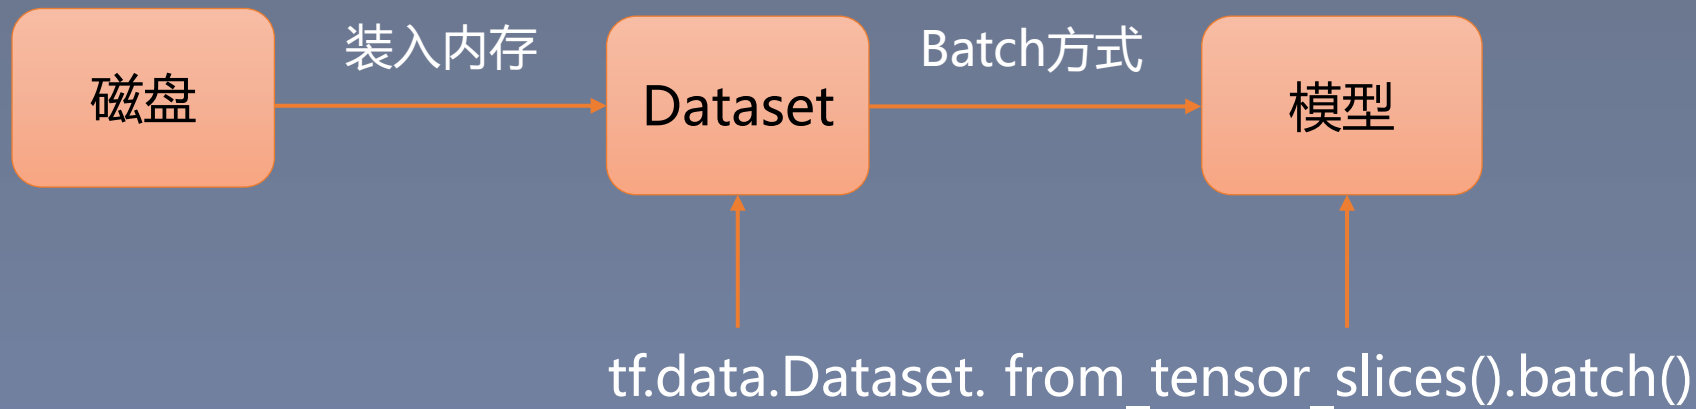 装入内存
Batch方式
磁盘
Dataset
模型
tf.data.Dataset. from_tensor_slices().batch()